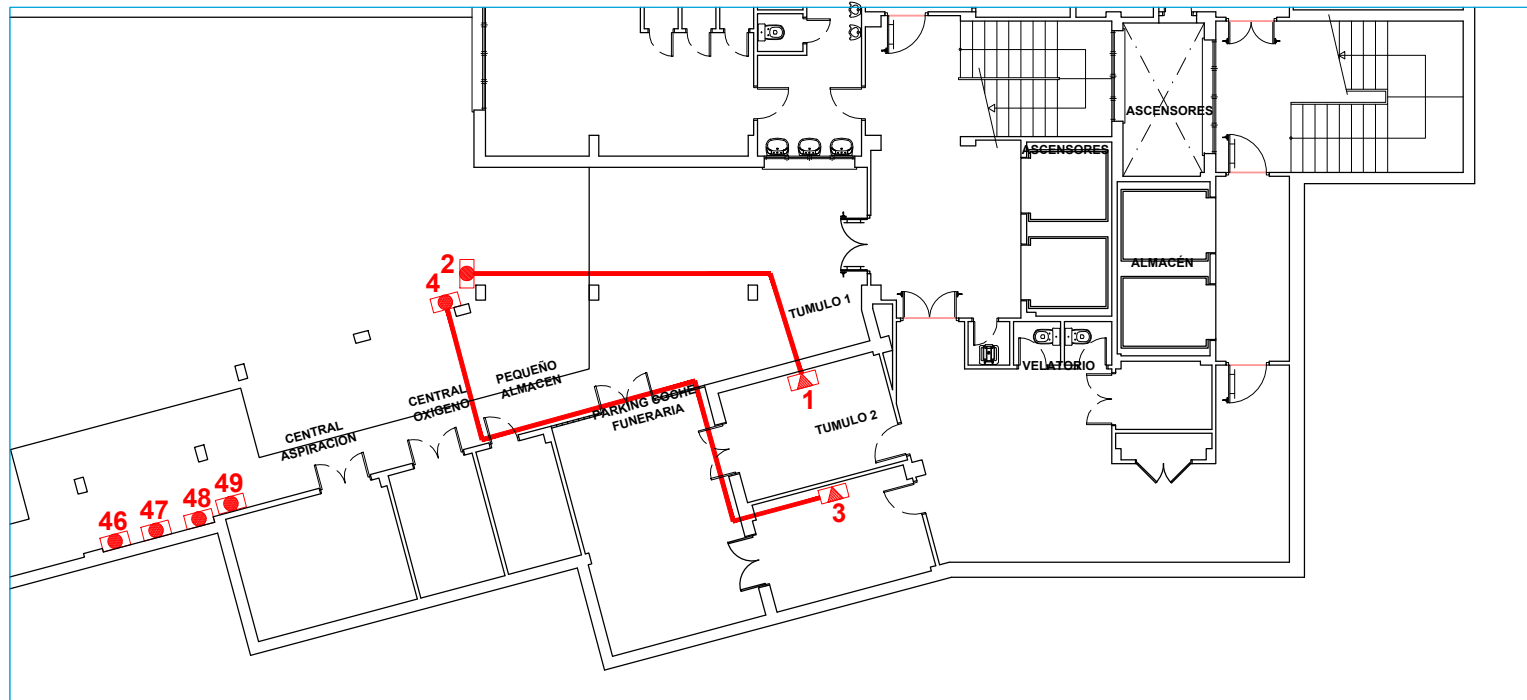 ASCENSORES
ASCENSORES
ALMACÉN
2
4
TUMULO 1
VELATORIO
PEQUEÑO
ALMACEN
CENTRAL
OXIGENO
1
PARKING COCHE
FUNERARIA
TUMULO 2
CENTRAL
ASPIRACION
49
48
47
46
3